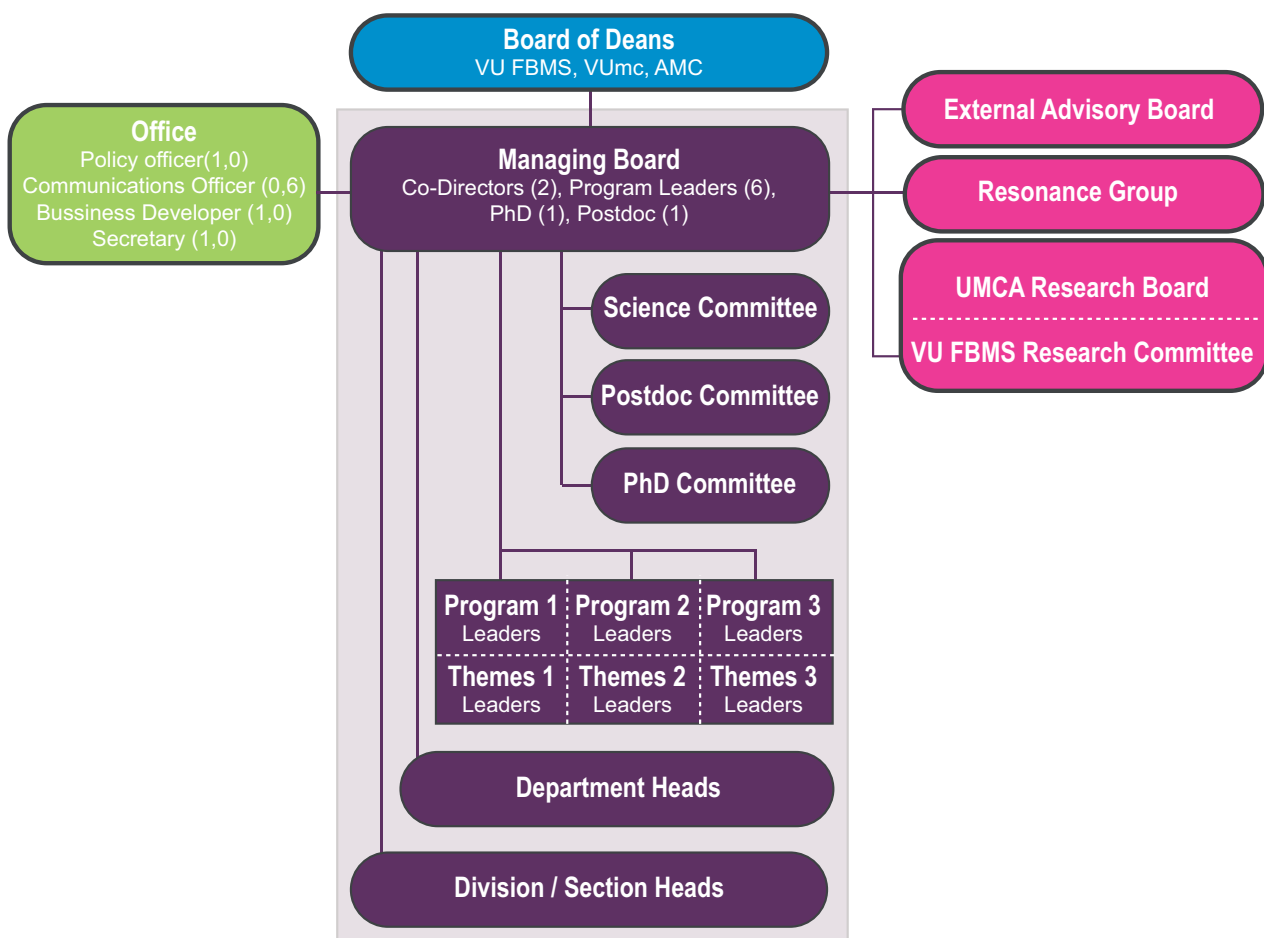 Board of Deans
VU FBMS, VUmc, AMC
Office
Policy officer(1,0)
Communications Officer (0,6)
Bussiness Developer (1,0)
Secretary (1,0)
Managing Board
Co-Directors (2), Program Leaders (6),
PhD (1), Postdoc (1)
External Advisory Board
Resonance Group
UMCA Research Board
VU FBMS Research Committee
Science Committee
Postdoc Committee
PhD Committee
Program 1
Leaders
Program 2
Leaders
Program 3
Leaders
Themes 1
Leaders
Themes 2
Leaders
Themes 3
Leaders
Department Heads
Division / Section Heads